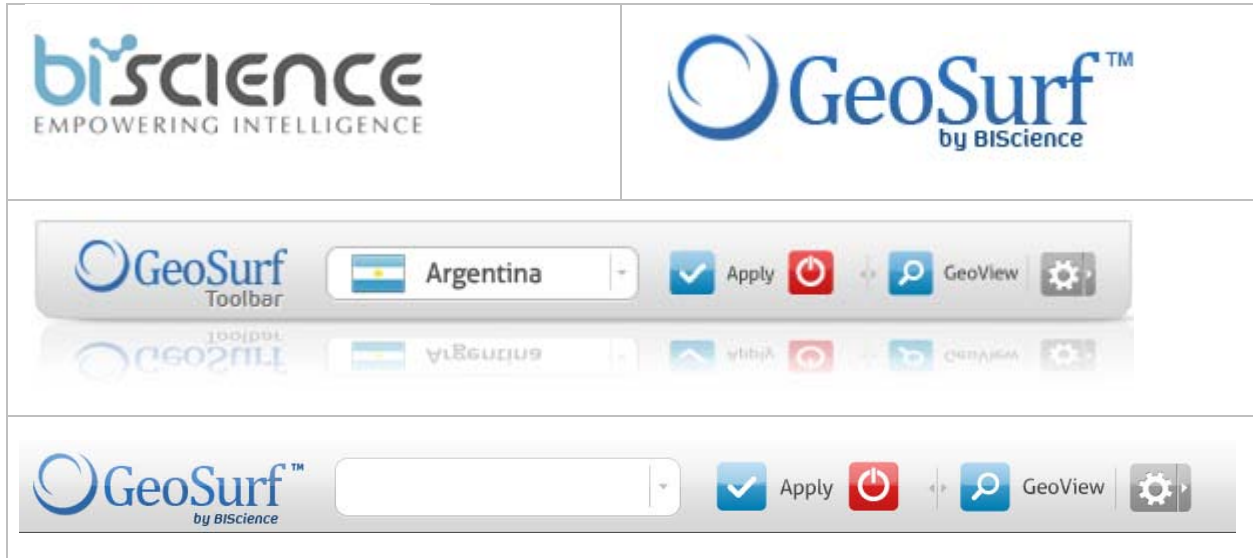 biscience
EMPOWERING INTELLIGENCE
GeoSurf™
by BIScience
GeoSurf
Toolbar
Argentina
Apply
GeoView
GeoSurf™
by BIScience
Apply
GeoView